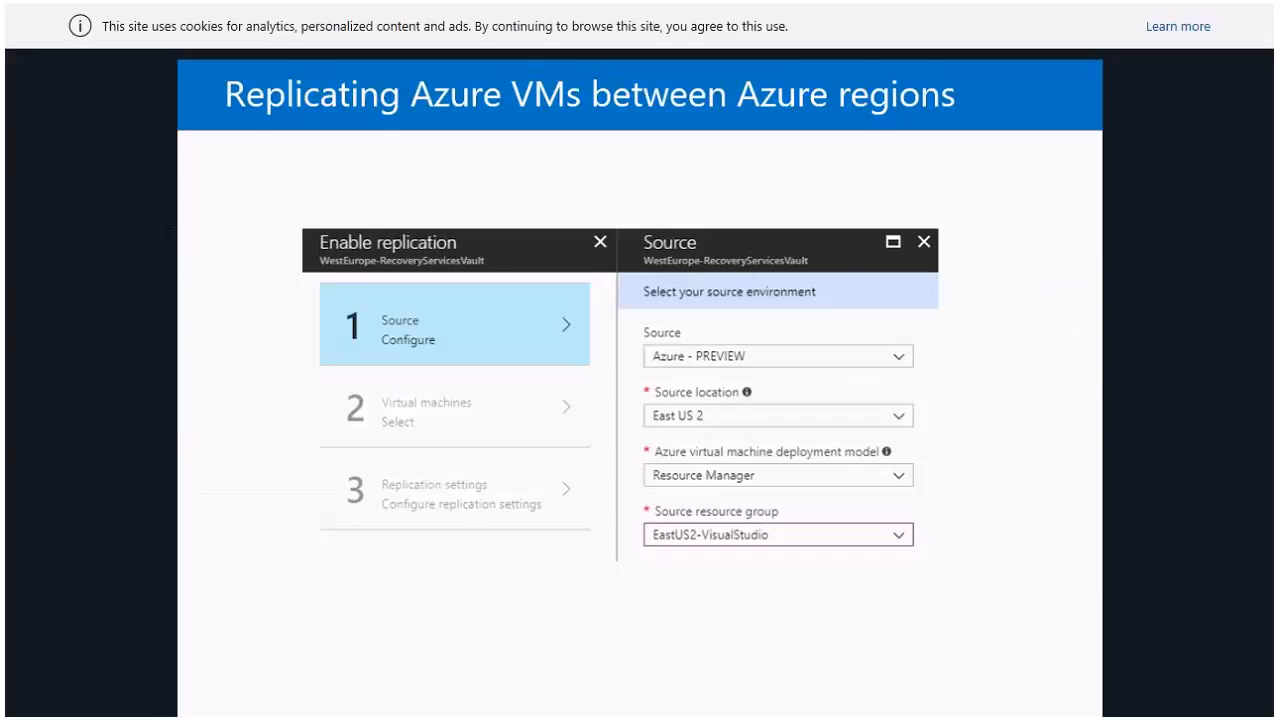 This site uses cookies for analytics, personalized content and ads. By continuing to browse this site, you agree to this use.
Learn more
Replicating Azure VMs between Azure regions
Enable replication
WestEurope-RecoveryServicesVault
1
Source
Configure
2
Virtual machines
Select
3
Replication settings
Configure replication settings
Source
WestEurope-RecoveryServicesVault
Select your source environment
Source
Azure - PREVIEW
* Source location
East US 2
* Azure virtual machine deployment model
Resource Manager
* Source resource group
EastUS2-VisualStudio